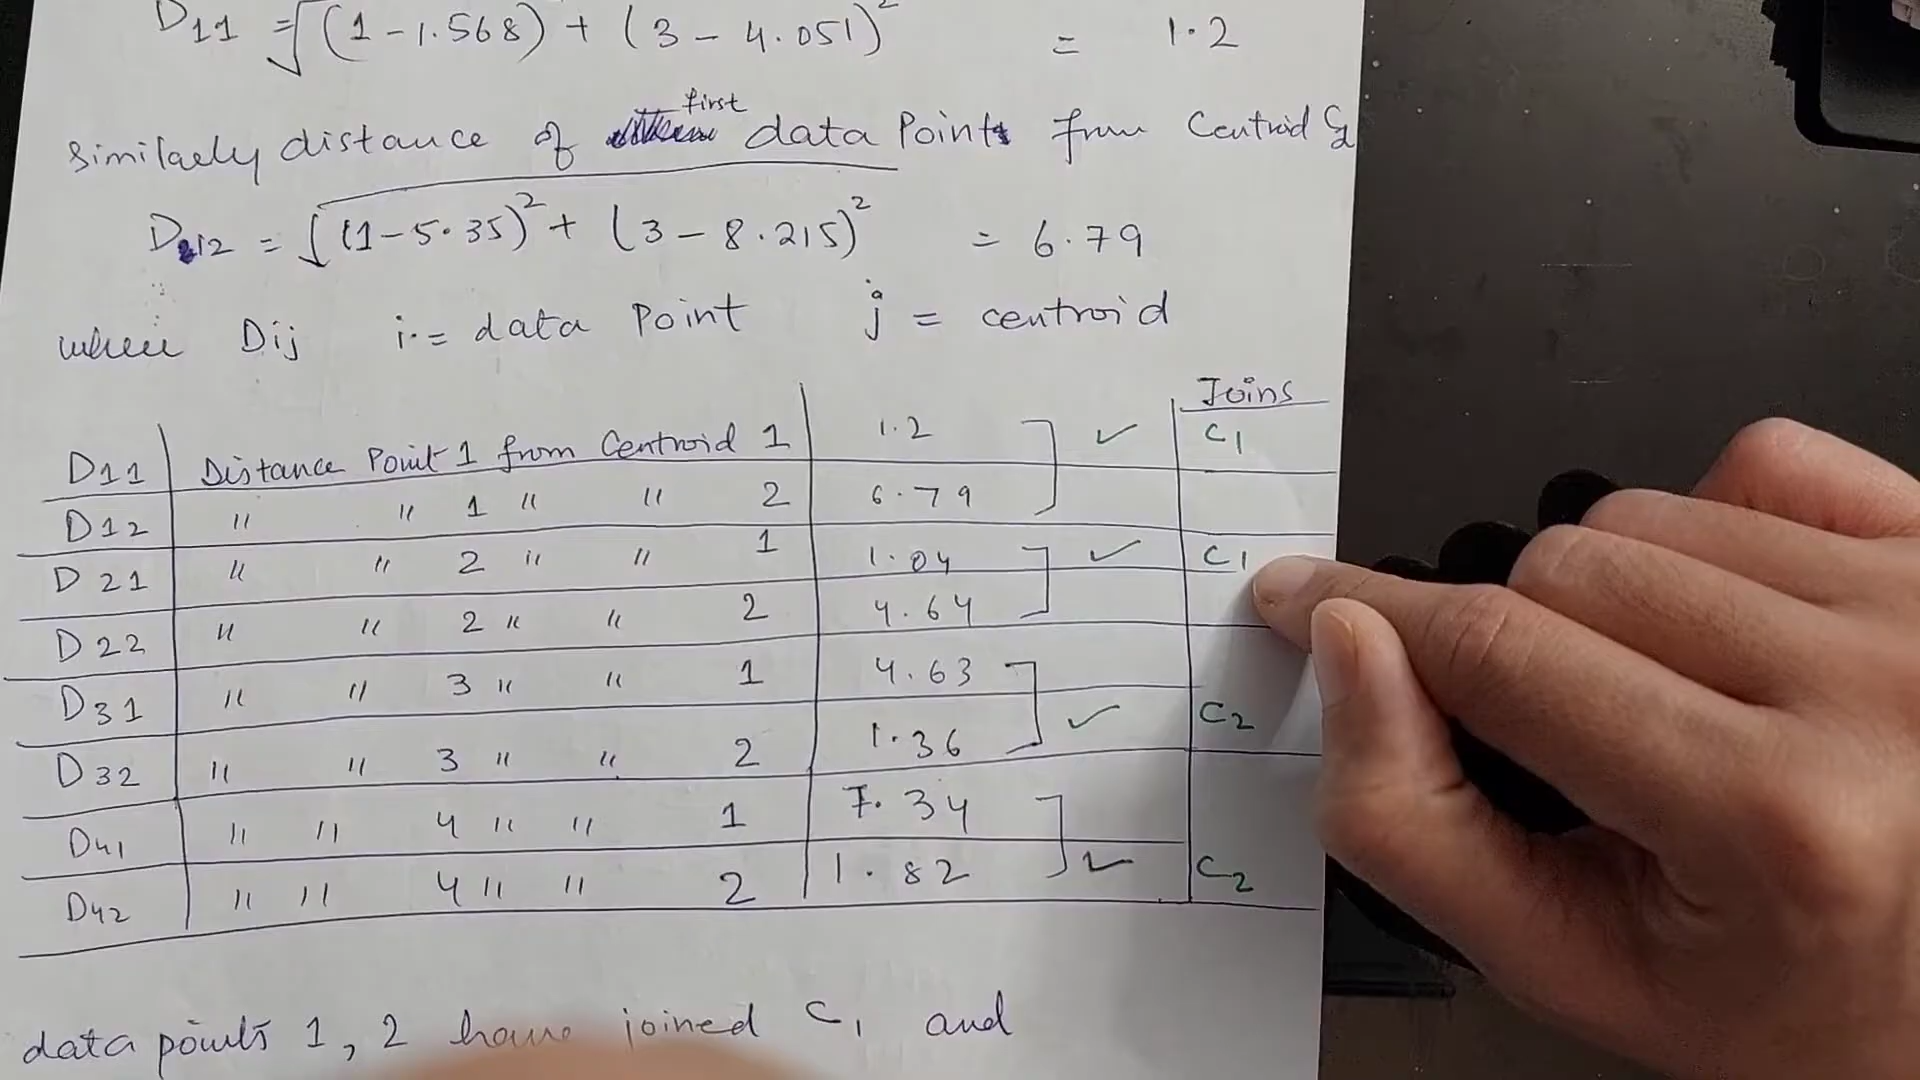 D11 = √(1-1.568) + (3-4.051)² = 1.2
first
Similaely distance of data Points from Centroid C2
D12 = √(1-5.35)² + (3-8.215)² = 6.79
where Dij i = data Point j = centroid
Joins
D11 Distance Point 1 from Centroid 1 1.2 ✓ C1
D12 " " 1 " " 2 6.79
D21 " " 2 " " 1 1.04 ✓ C1
D22 " " 2 " " 2 4.64
D31 " " 3 " " 1 4.63
D32 " " 3 " " 2 1.36 ✓ C2
D41 " " 4 " " 1 7.34
D42 " " 4 " " 2 1.82 ✓ C2
data points 1, 2 have joined C1 and